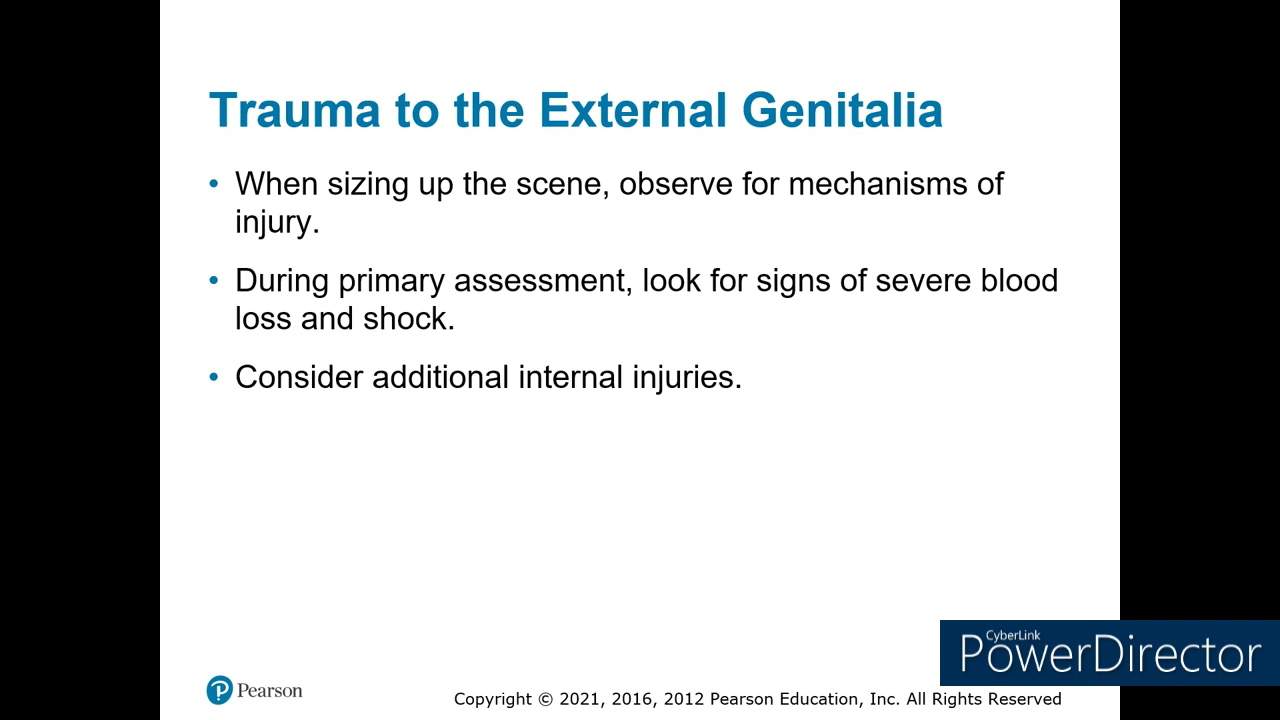 Trauma to the External Genitalia
• When sizing up the scene, observe for mechanisms of
injury.
• During primary assessment, look for signs of severe blood
loss and shock.
• Consider additional internal injuries.
CyberLink
PowerDirector
P Pearson
Copyright © 2021, 2016, 2012 Pearson Education, Inc. All Rights Reserved